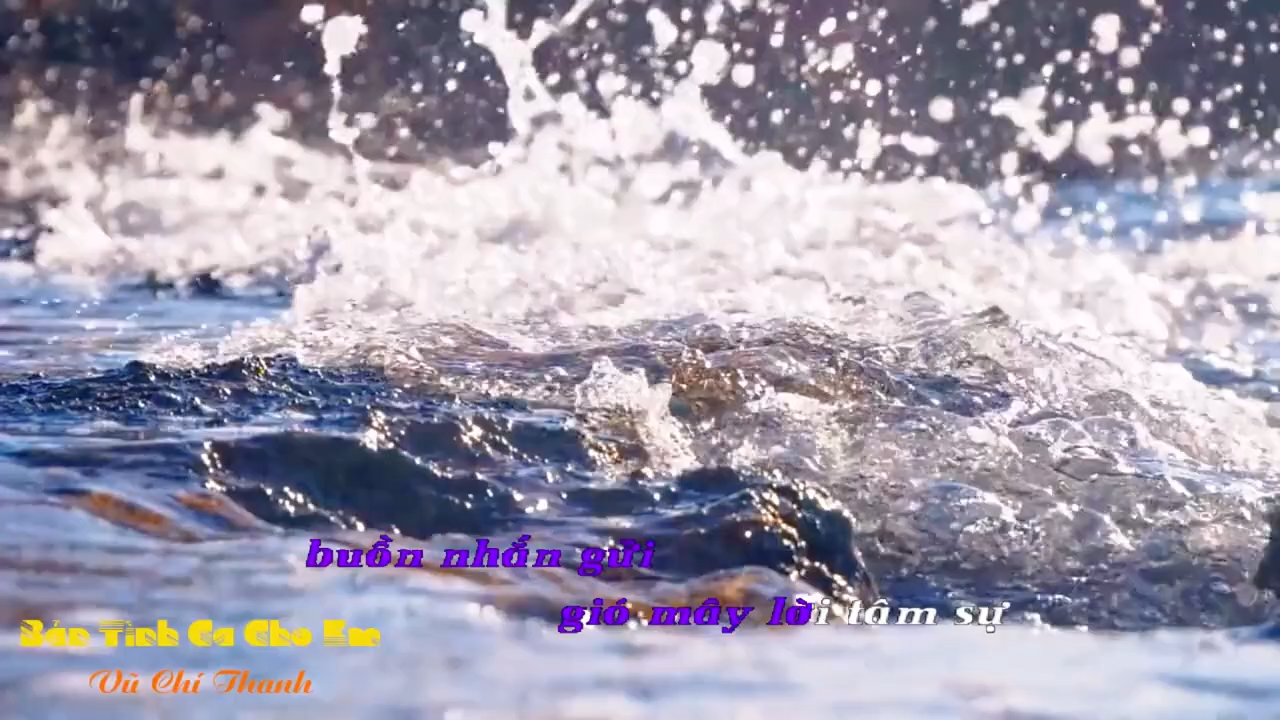 buồn nhắn gửi
gió mây lời tâm sự
Bản Tình Ca Cho Em
Vũ Chí Thanh